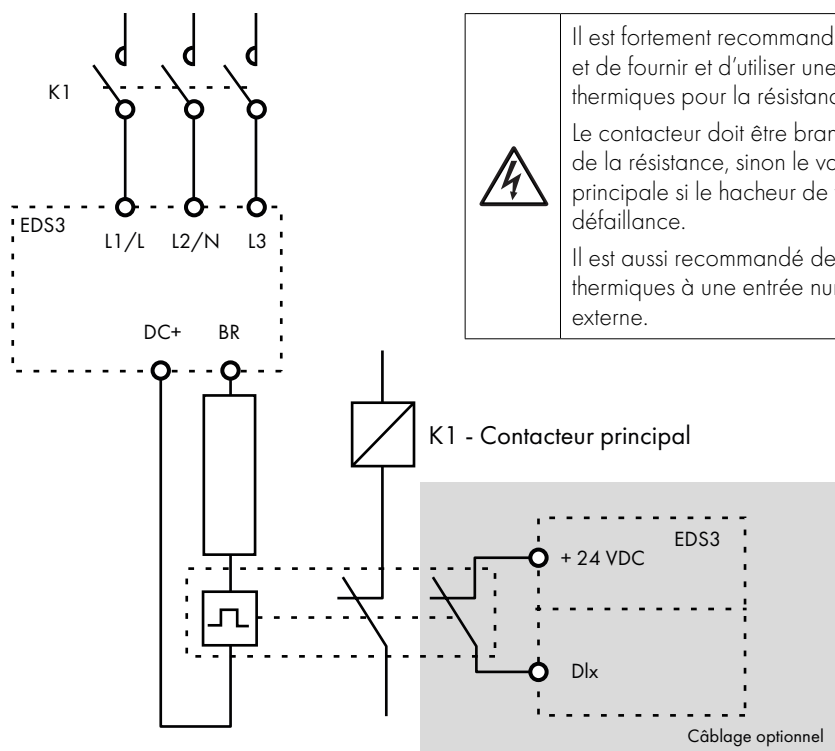 K1
EDS3
L1/L L2/N L3
DC+ BR
Il est fortement recommand
et de fournir et d'utiliser une
thermiques pour la résistanc
Le contacteur doit être bran
de la résistance, sinon le va
principale si le hacheur de
défaillance.
Il est aussi recommandé de
thermiques à une entrée nu
externe.
K1 - Contacteur principal
EDS3
+ 24 VDC
DIx
Câblage optionnel